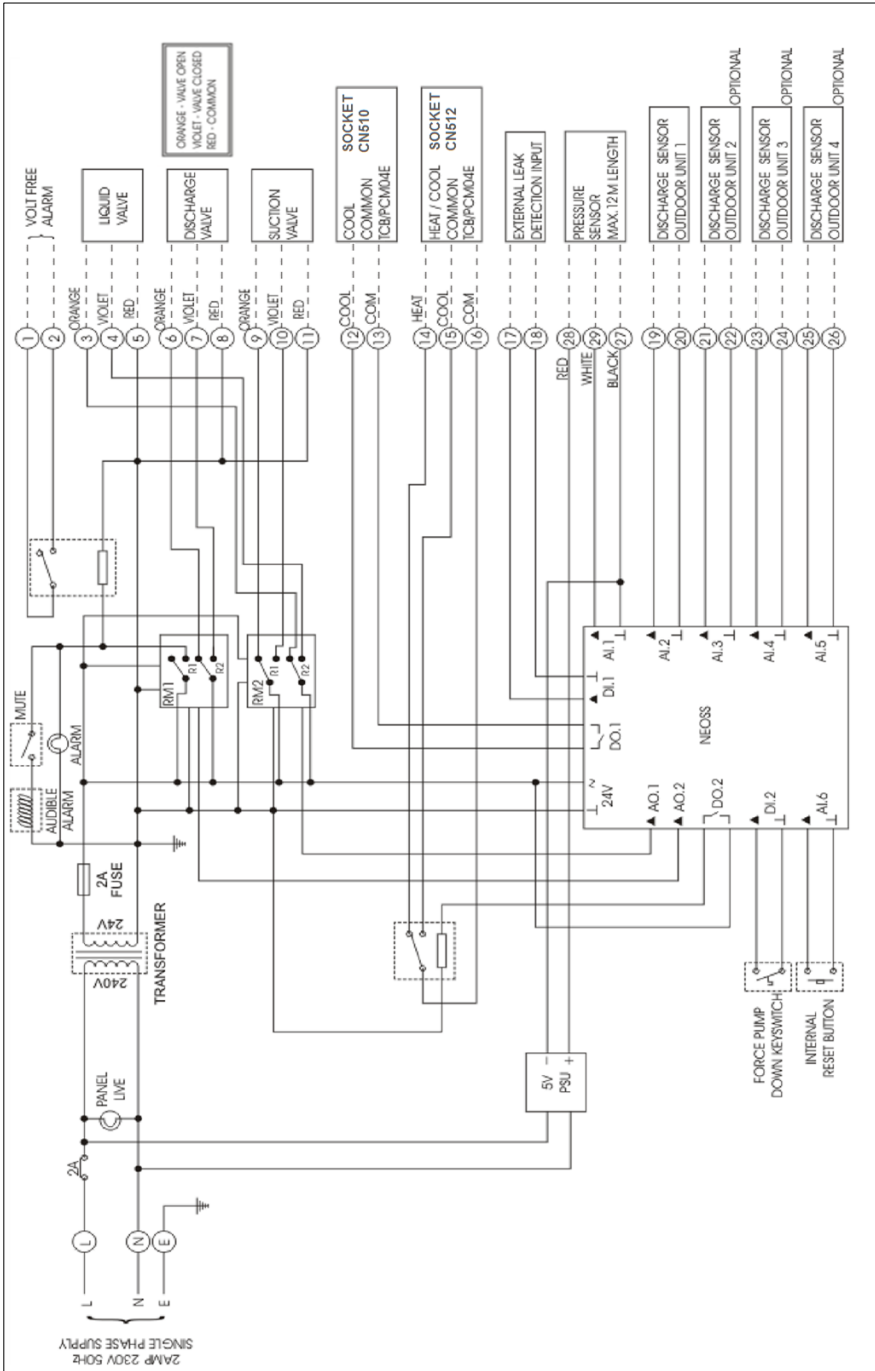 VOLT FREE
ALARM
LIQUID
VALVE
ORANGE - VALVE OPEN
VIOLET - VALVE CLOSED
RED - COMMON
DISCHARGE
VALVE
SUCTION
VALVE
SOCKET
CN510
COOL
COMMON
TCB/PCM04E
SOCKET
CN512
HEAT / COOL
COMMON
TCB/PCM04E
EXTERNAL LEAK
DETECTION INPUT
PRESSURE
SENSOR
MAX.12M LENGTH
DISCHARGE SENSOR
OUTDOOR UNIT 1
DISCHARGE SENSOR
OUTDOOR UNIT 2
OPTIONAL
DISCHARGE SENSOR
OUTDOOR UNIT 3
OPTIONAL
DISCHARGE SENSOR
OUTDOOR UNIT 4
OPTIONAL
1
2
3 ORANGE
4 VIOLET
5 RED
6 ORANGE
7 VIOLET
8 RED
9 ORANGE
10 VIOLET
11 RED
12 COOL
13 COM
14 HEAT
15 COOL
16 COM
17
18
28 RED
29 WHITE
27 BLACK
19
20
21
22
23
24
25
26
MUTE
ALARM
AUDIBLE
ALARM
RM1
R1
R2
RM2
R1
R2
2A
FUSE
24V
240V
TRANSFORMER
PANEL
LIVE
2A
L
N
E
L
N
E
2AMP 230V 50Hz
SINGLE PHASE SUPPLY
5V
PSU
-
+
NEOSS
AI.1
AI.2
AI.3
AI.4
AI.5
DI.1
DO.1
~
24V
AO.1
AO.2
DO.2
DI.2
AI.6
FORCE PUMP
DOWN KEYSWITCH
INTERNAL
RESET BUTTON